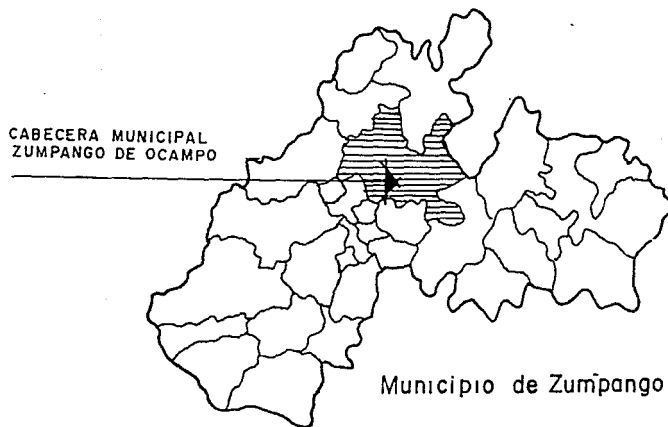 CABECERA MUNICIPAL
ZUMPANGO DE OCAMPO
Municipio de Zumpango